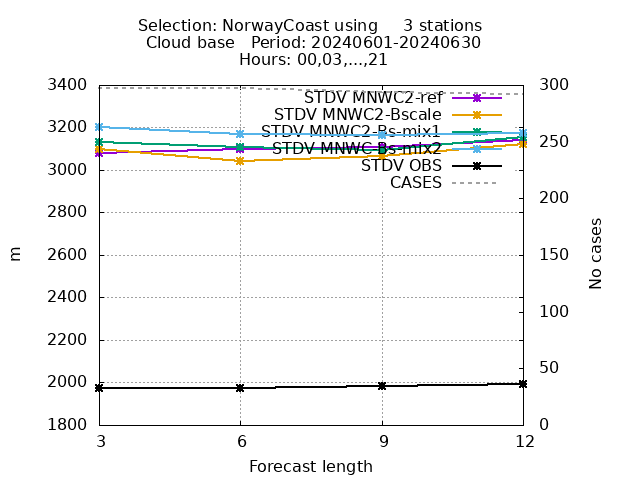 Selection: NorwayCoast using 3 stations
Cloud base Period: 20240601-20240630
Hours: 00,03,...,21
3400
3200
3000
2800
2600
2400
2200
2000
1800
m
300
250
200
150
100
50
0
No cases
STDV MNWC2-ref
STDV MNWC2-Bscale
STDV MNWC2-Bs-mix1
STDV MNWC-Bs-mix2
STDV OBS
CASES
3 6 9 12
Forecast length